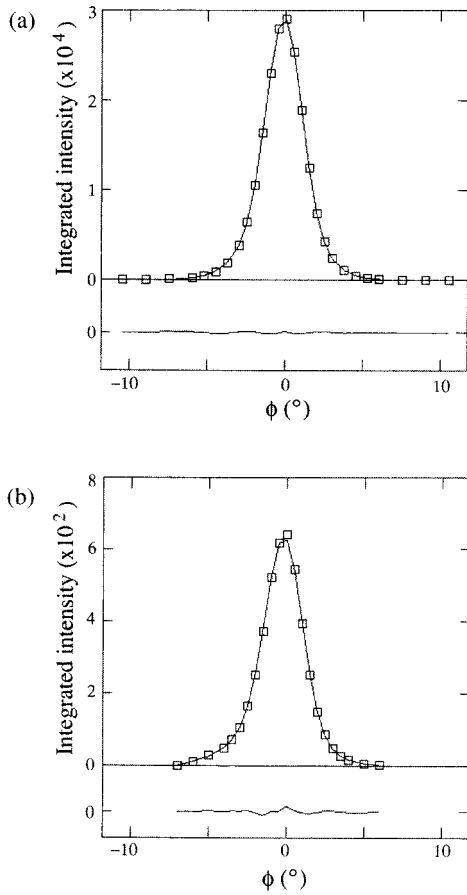 (a)
Integrated intensity (x10⁴)
3
2
1
0
0
−10
0
10
ϕ (°)
(b)
Integrated intensity (x10²)
8
6
4
2
0
0
−10
0
10
ϕ (°)